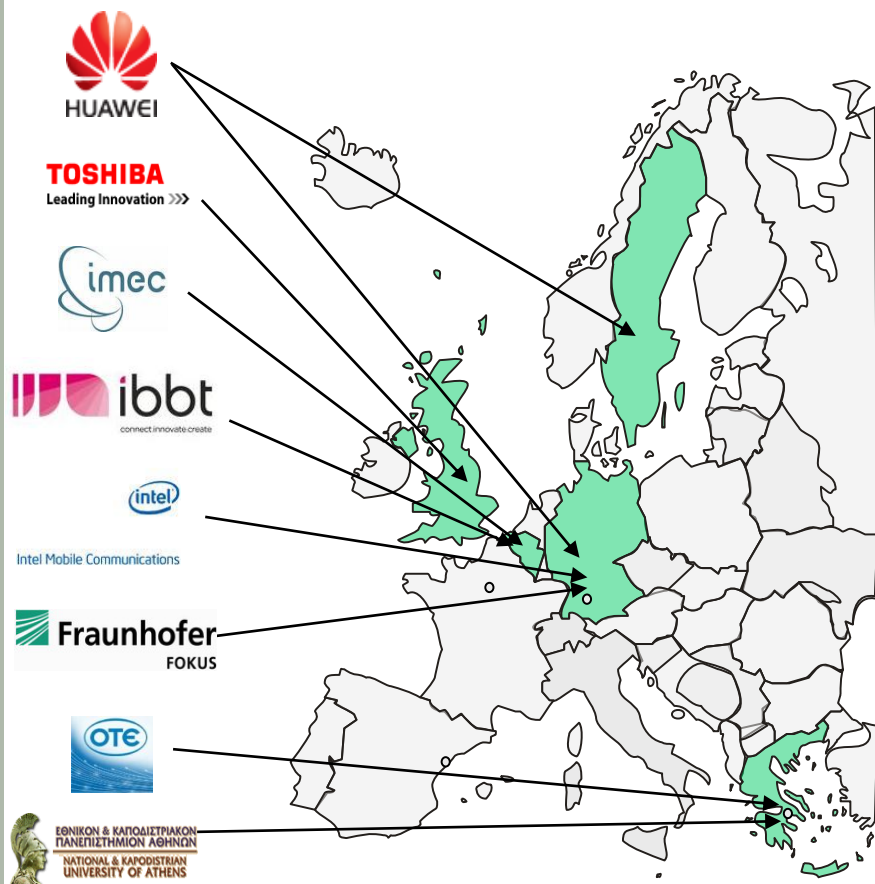 HUAWEI
TOSHIBA
Leading Innovation >>>
imec
ibbt
connect.innovate.create
intel
Intel Mobile Communications
Fraunhofer
FOKUS
OTE
ΕΘΝΙΚΟΝ & ΚΑΠΟΔΙΣΤΡΙΑΚΟΝ
ΠΑΝΕΠΙΣΤΗΜΙΟΝ ΑΘΗΝΩΝ
NATIONAL & KAPODISTRIAN
UNIVERSITY OF ATHENS